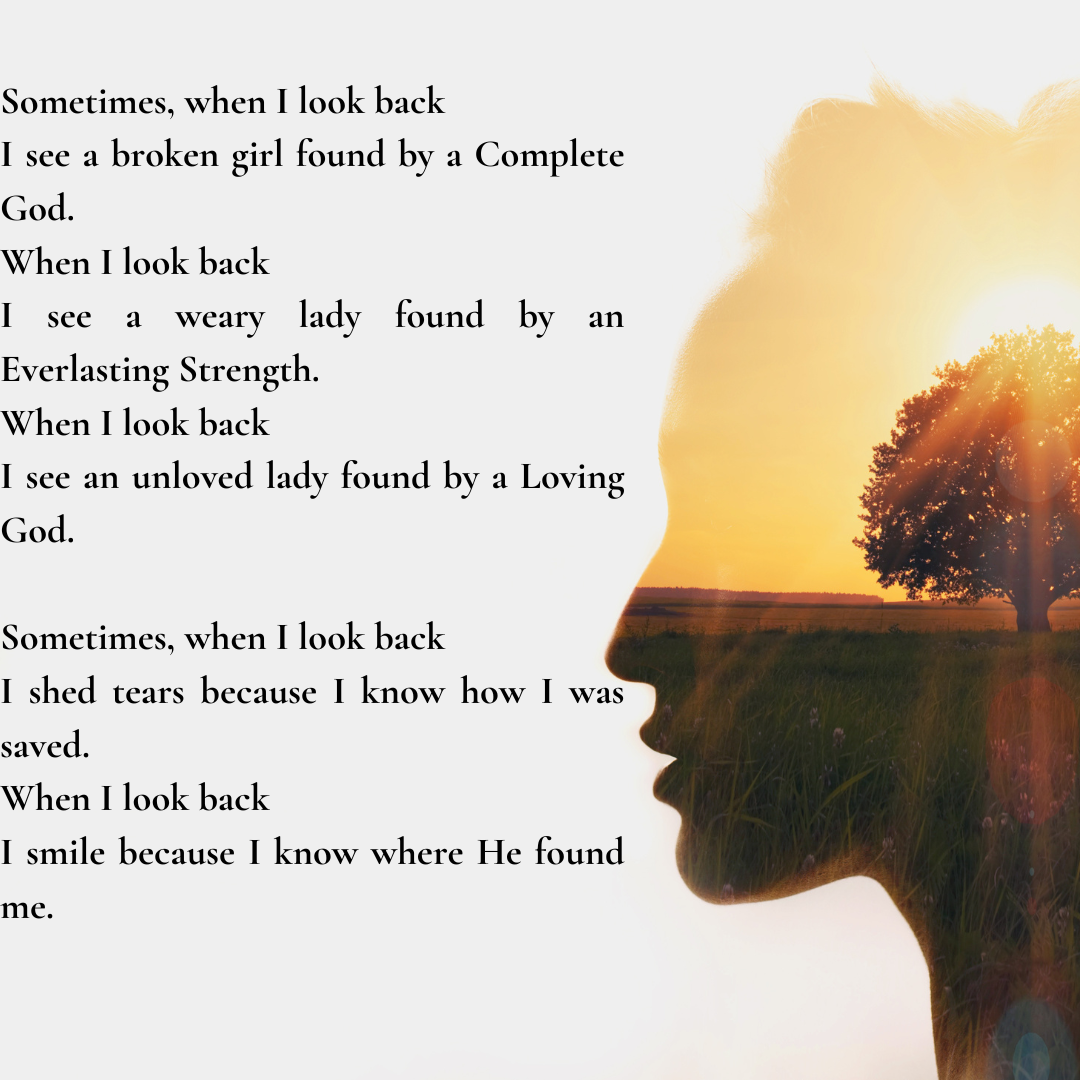 Sometimes, when I look back
I see a broken girl found by a Complete
God.
When I look back
I see a weary lady found by an
Everlasting Strength.
When I look back
I see an unloved lady found by a Loving
God.

Sometimes, when I look back
I shed tears because I know how I was
saved.
When I look back
I smile because I know where He found
me.